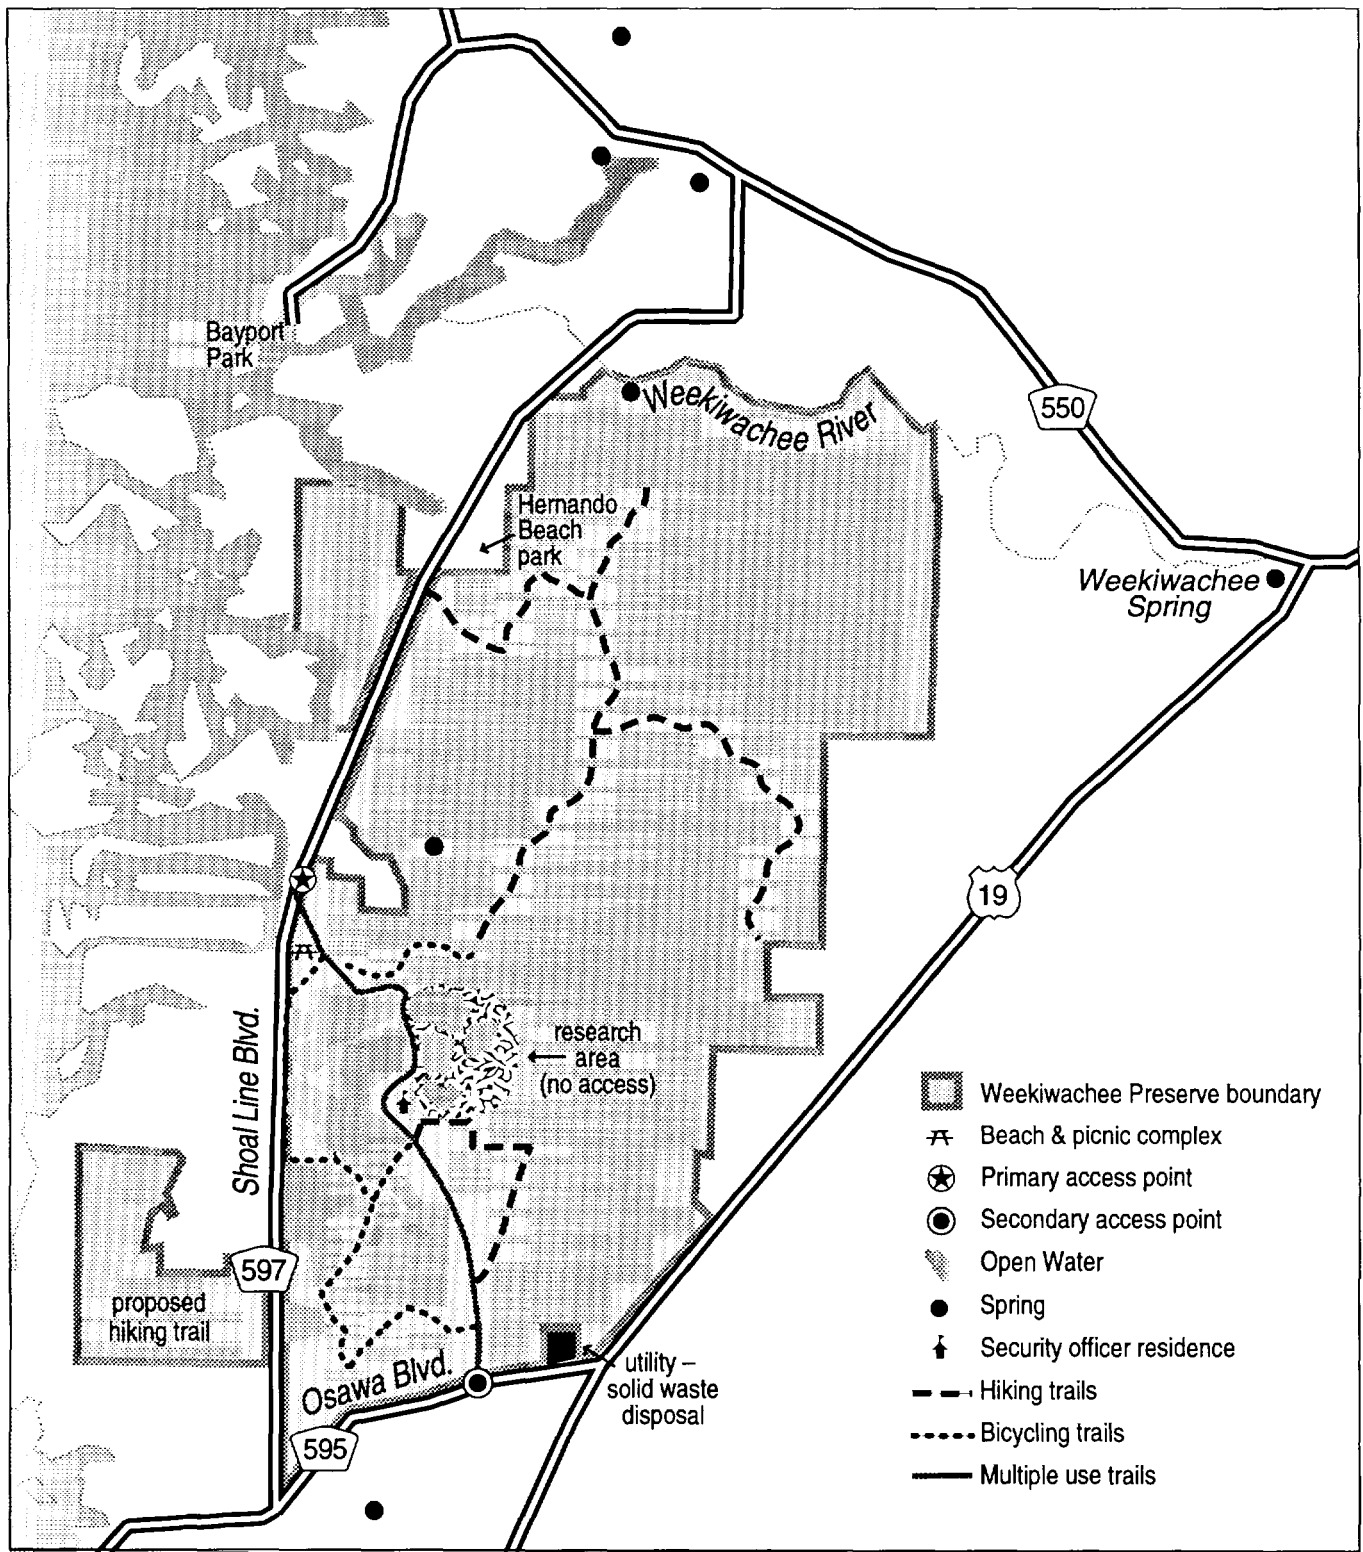 Bayport
Park
Weekiwachee River
550
Hernando
Beach
park
Weekiwachee
Spring
19
research
area
(no access)
Shoal Line Blvd.
597
proposed
hiking trail
Osawa Blvd.
595
utility –
solid waste
disposal
Weekiwachee Preserve boundary
Beach & picnic complex
Primary access point
Secondary access point
Open Water
Spring
Security officer residence
Hiking trails
Bicycling trails
Multiple use trails